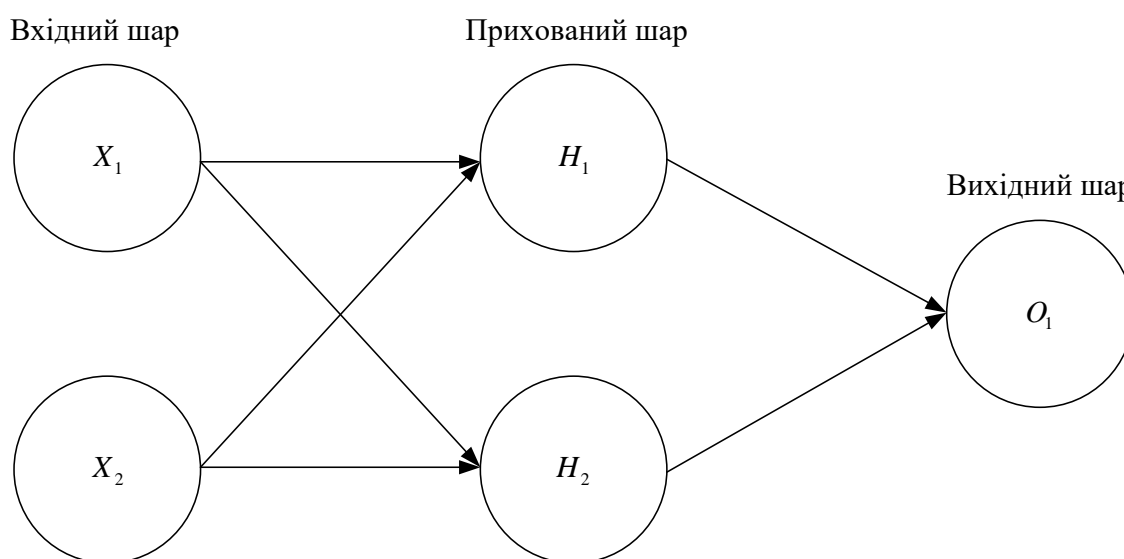 Вхідний шар
Прихований шар
Вихідний шар
X₁
H₁
O₁
X₂
H₂